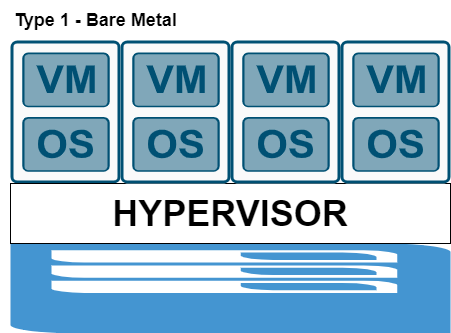 Type 1 - Bare Metal
VM VM VM VM
OS OS OS OS
HYPERVISOR